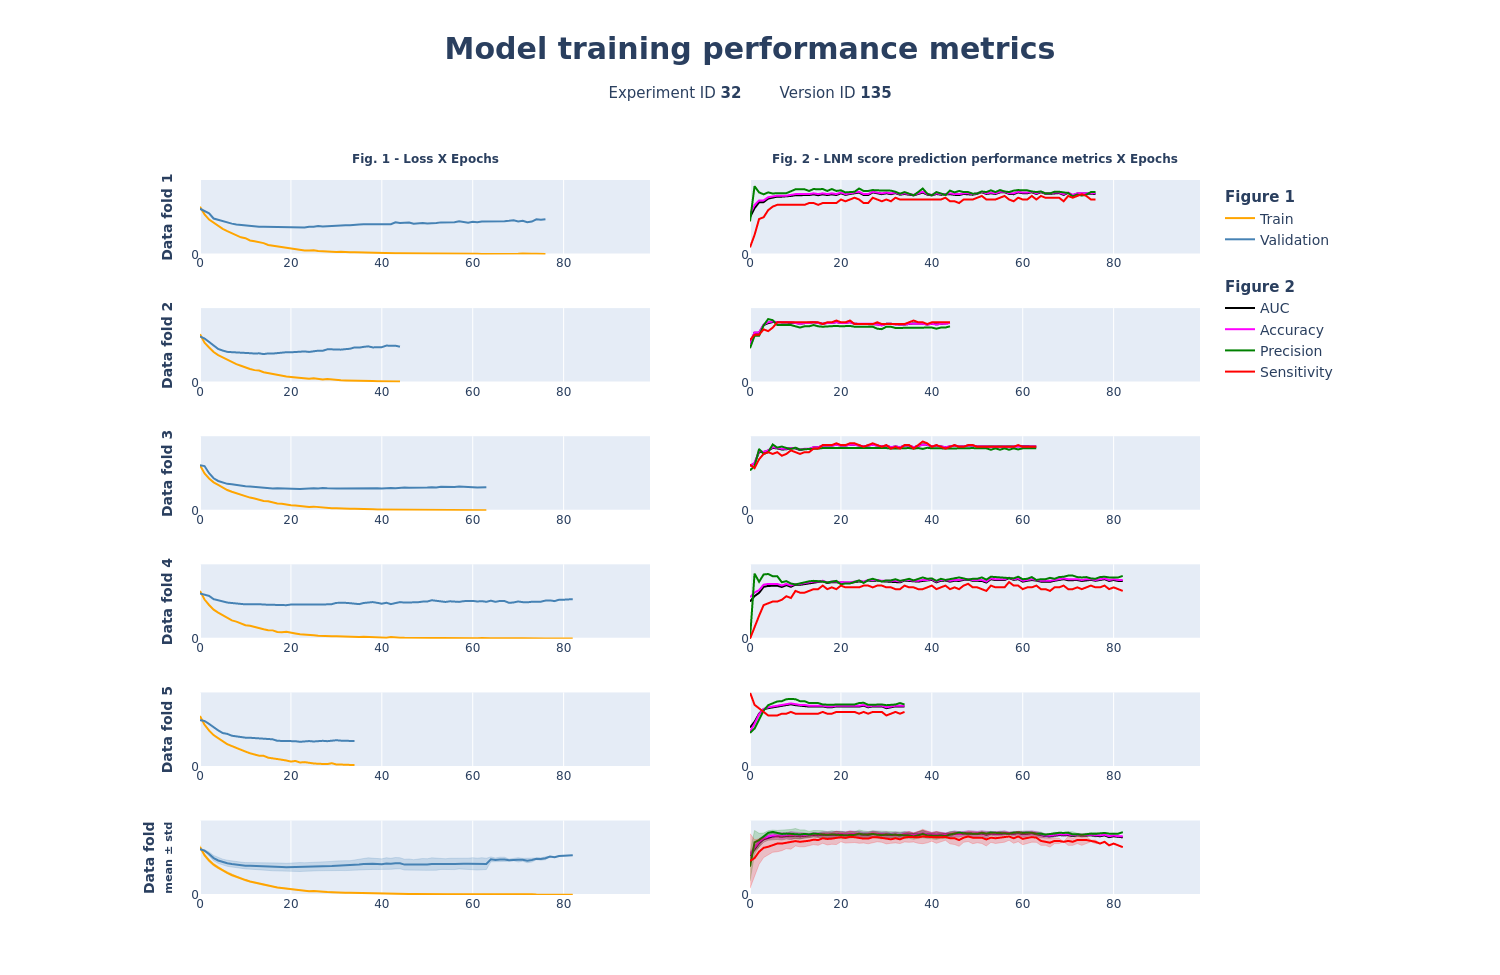 Model training performance metrics
Experiment ID 32 Version ID 135
Fig. 1 - Loss X Epochs
Fig. 2 - LNM score prediction performance metrics X Epochs
Data fold 1
0
0 20 40 60 80
0
0 20 40 60 80
Figure 1
Train
Validation
Figure 2
AUC
Accuracy
Precision
Sensitivity
Data fold 2
0
0 20 40 60 80
0
0 20 40 60 80
Data fold 3
0
0 20 40 60 80
0
0 20 40 60 80
Data fold 4
0
0 20 40 60 80
0
0 20 40 60 80
Data fold 5
0
0 20 40 60 80
0
0 20 40 60 80
Data fold
mean ± std
0
0 20 40 60 80
0
0 20 40 60 80